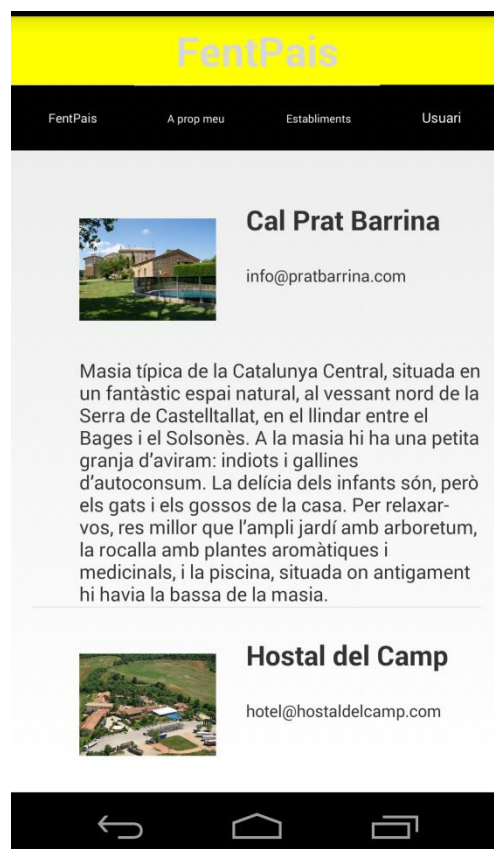 FentPais
FentPais A prop meu Establiments Usuari
Cal Prat Barrina
info@pratbarrina.com
Masia típica de la Catalunya Central, situada en
un fantàstic espai natural, al vessant nord de la
Serra de Castelltallat, en el llindar entre el
Bages i el Solsonès. A la masia hi ha una petita
granja d'aviram: indiots i gallines
d'autoconsum. La delícia dels infants són, però
els gats i els gossos de la casa. Per relaxar-
vos, res millor que l'ampli jardí amb arboretum,
la rocalla amb plantes aromàtiques i
medicinals, i la piscina, situada on antigament
hi havia la bassa de la masia.
Hostal del Camp
hotel@hostaldelcamp.com